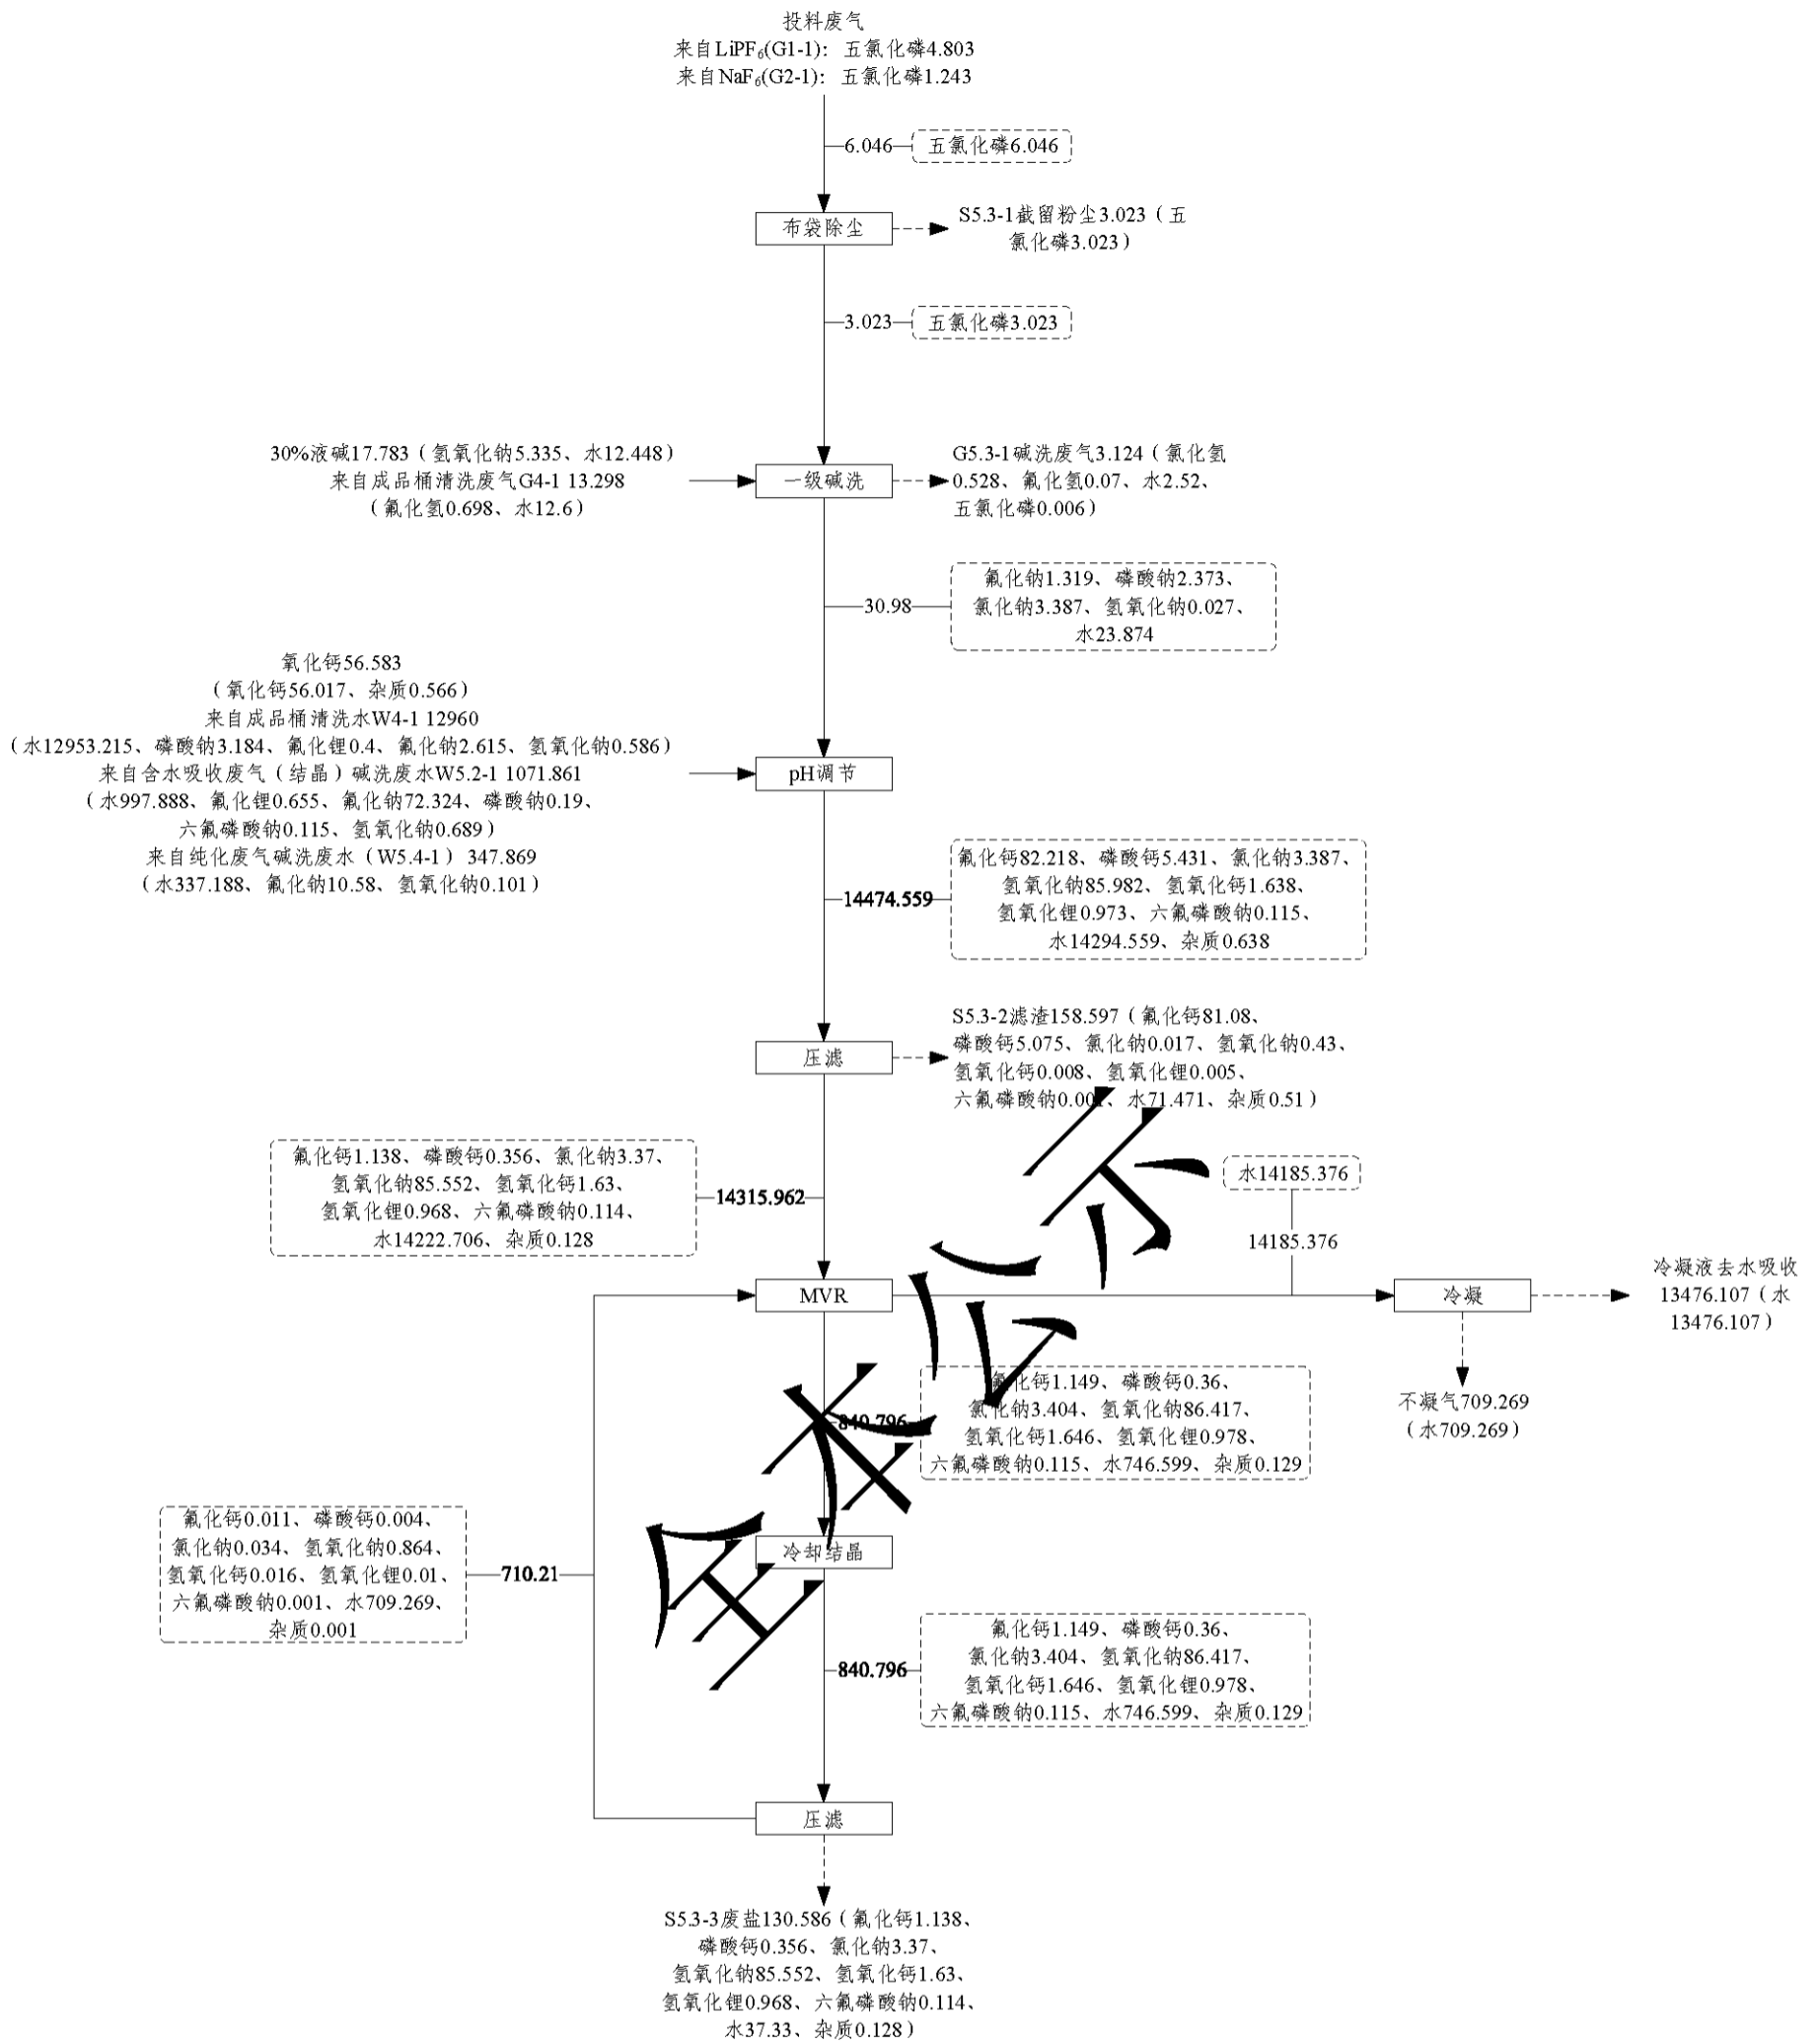 投料废气
来自LiPF6(G1-1)：五氯化磷4.803
来自NaF6(G2-1)：五氯化磷1.243
6.046
五氯化磷6.046
布袋除尘
S5.3-1截留粉尘3.023（五
氯化磷3.023）
3.023
五氯化磷3.023
30%液碱17.783（氢氧化钠5.335、水12.448）
来自成品桶清洗废气G4-1 13.298
（氟化氢0.698、水12.6）
一级碱洗
G5.3-1碱洗废气3.124（氯化氢
0.528、氟化氢0.07、水2.52、
五氯化磷0.006）
30.98
氟化钠1.319、磷酸钠2.373、
氯化钠3.387、氢氧化钠0.027、
水23.874
氧化钙56.583
（氧化钙56.017、杂质0.566）
来自成品桶清洗水W4-1 12960
（水12953.215、磷酸钠3.184、氟化锂0.4、氟化钠2.615、氢氧化钠0.586）
来自含水吸收废气（结晶）碱洗废水W5.2-1 1071.861
（水997.888、氟化锂0.655、氟化钠72.324、磷酸钠0.19、
六氟磷酸钠0.115、氢氧化钠0.689）
来自纯化废气碱洗废水（W5.4-1）347.869
（水337.188、氟化钠10.58、氢氧化钠0.101）
pH调节
14474.559
氟化钙82.218、磷酸钙5.431、氯化钠3.387、
氢氧化钠85.982、氢氧化钙1.638、
氢氧化锂0.973、六氟磷酸钠0.115、
水14294.559、杂质0.638
压滤
S5.3-2滤渣158.597（氟化钙81.08、
磷酸钙5.075、氯化钠0.017、氢氧化钠0.43、
氢氧化钙0.008、氢氧化锂0.005、
六氟磷酸钠0.001、水71.471、杂质0.51）
氟化钙1.138、磷酸钙0.356、氯化钠3.37、
氢氧化钠85.552、氢氧化钙1.63、
氢氧化锂0.968、六氟磷酸钠0.114、
水14222.706、杂质0.128
14315.962
水14185.376
14185.376
MVR
冷凝
冷凝液去水吸收
13476.107（水
13476.107）
不凝气709.269
（水709.269）
840.796
氟化钙1.149、磷酸钙0.36、
氯化钠3.404、氢氧化钠86.417、
氢氧化钙1.646、氢氧化锂0.978、
六氟磷酸钠0.115、水746.599、杂质0.129
冷却结晶
氟化钙0.011、磷酸钙0.004、
氯化钠0.034、氢氧化钠0.864、
氢氧化钙0.016、氢氧化锂0.01、
六氟磷酸钠0.001、水709.269、
杂质0.001
710.21
840.796
氟化钙1.149、磷酸钙0.36、
氯化钠3.404、氢氧化钠86.417、
氢氧化钙1.646、氢氧化锂0.978、
六氟磷酸钠0.115、水746.599、杂质0.129
压滤
S5.3-3废盐130.586（氟化钙1.138、
磷酸钙0.356、氯化钠3.37、
氢氧化钠85.552、氢氧化钙1.63、
氢氧化锂0.968、六氟磷酸钠0.114、
水37.33、杂质0.128）
全本公示